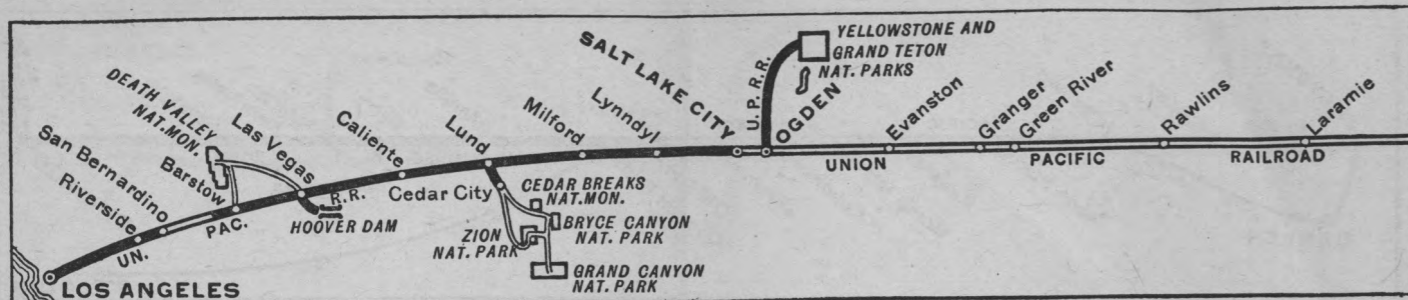 LOS ANGELES
Riverside
San Bernardino
Barstow
DEATH VALLEY
NAT. MON.
Las Vegas
HOOVER DAM
UN.
PAC.
R.R.
Caliente
Lund
Cedar City
CEDAR BREAKS
NAT. MON.
BRYCE CANYON
NAT. PARK
ZION
NAT. PARK
GRAND CANYON
NAT. PARK
Milford
Lynndyl
SALT LAKE CITY
OGDEN
U.P.R.R.
YELLOWSTONE AND
GRAND TETON
NAT. PARKS
Evanston
Granger
Green River
Rawlins
Laramie
UNION
PACIFIC
RAILROAD